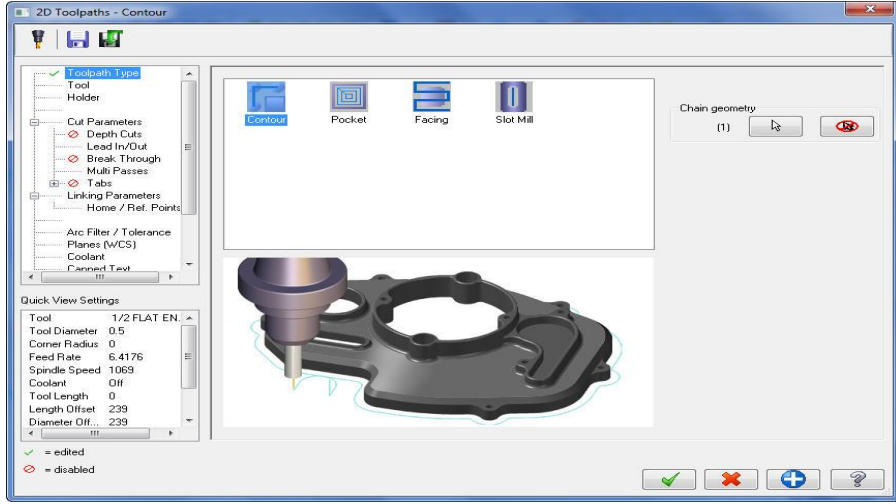 2D Toolpaths - Contour
Toolpath Type
Tool
Holder
Cut Parameters
Depth Cuts
Lead In/Out
Break Through
Multi Passes
Tabs
Linking Parameters
Home / Ref. Points
Arc Filter / Tolerance
Planes (WCS)
Coolant
Canned Text
Contour
Pocket
Facing
Slot Mill
Chain geometry
(1)
Quick View Settings
Tool 1/2 FLAT EN.
Tool Diameter 0.5
Corner Radius 0
Feed Rate 6.4176
Spindle Speed 1069
Coolant Off
Tool Length 0
Length Offset 239
Diameter Off... 239
= edited
= disabled